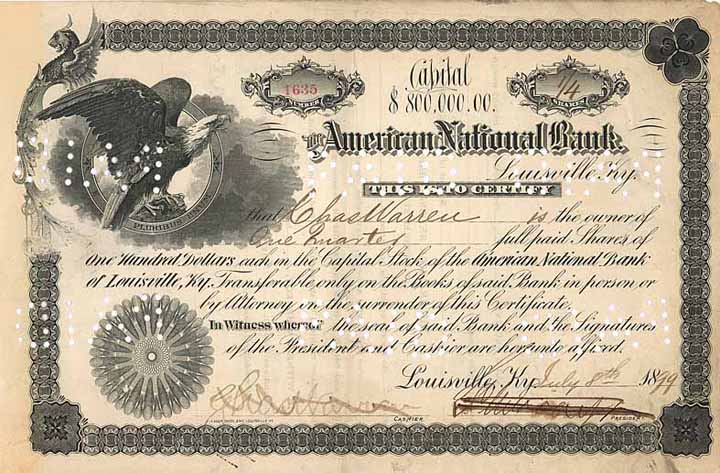 Capital
$ 800,000.00.
1635
NUMBER
1/4
SHARES
The American National Bank
Louisville, Ky.
THIS IS TO CERTIFY
that Chas Warren is the owner of
One Quarter full paid Shares of
One Hundred Dollars each in the Capital Stock of the American National Bank
of Louisville, Ky. Transferable only on the Books of said Bank in person or
by Attorney on the surrender of this Certificate.
In Witness whereof the seal of said Bank and the Signatures
of the President and Cashier are hereunto affixed.
Louisville, Ky. July 8th 1899
CASHIER
PRESIDENT
PLURIBUS